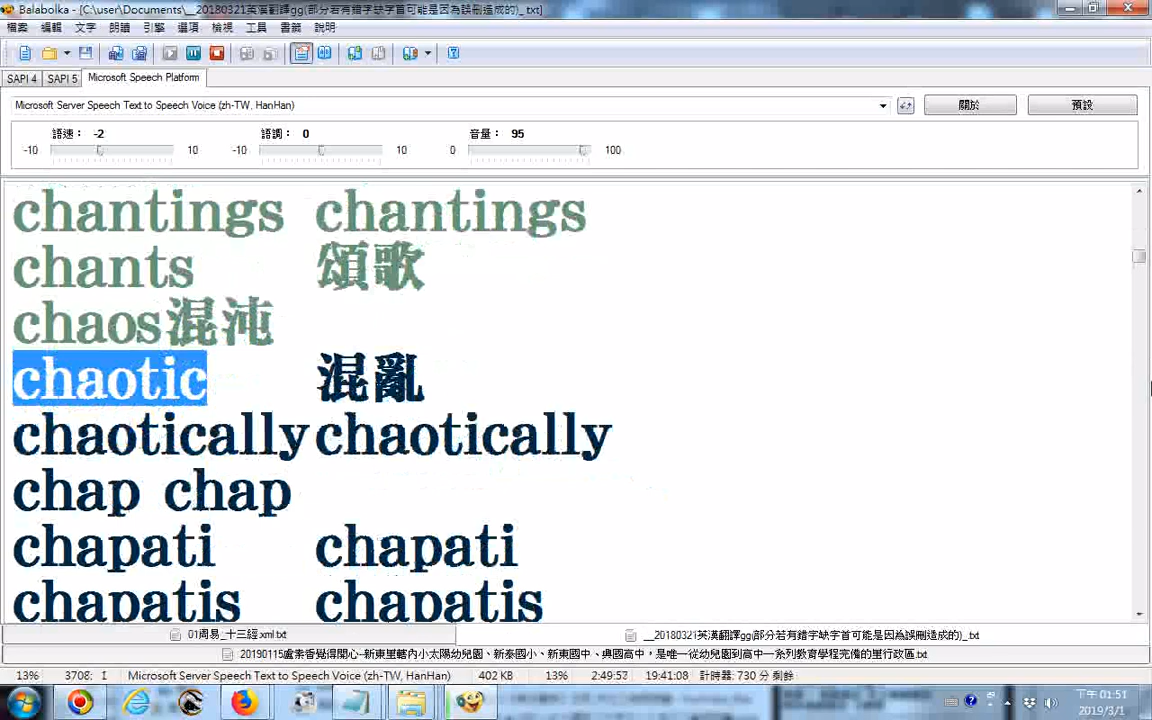 Balabolka - [C:\user\Documents\__20180321英漢翻譯gg(部分若有錯字缺字首可能是因為誤刪造成的)_.txt]
檔案 編輯 文字 朗讀 引擎 選項 檢視 工具 書籤 說明
SAPI 4 SAPI 5 Microsoft Speech Platform
Microsoft Server Speech Text to Speech Voice (zh-TW, HanHan) 關於 預設
語速： -2 語調： 0 音量： 95
-10 10 -10 10 0 100
chantings chantings
chants 頌歌
chaos混沌
chaotic 混亂
chaotically chaotically
chap chap
chapati chapati
chapatis chapatis
01周易_十三經.xml.txt __20180321英漢翻譯gg(部分若有錯字缺字首可能是因為誤刪造成的)_.txt
20190115盧素香覺得開心--新東里轄內小太陽幼兒園、新泰國小、新東國中、興國高中，是唯一從幼兒園到高中一系列教育學程完備的里行政區.txt
13% 3708: 1 Microsoft Server Speech Text to Speech Voice (zh-TW, HanHan) 402 KB 13% 2:49:57 19:41:08 計時器: 730 分 剩餘
下午 01:51
2019/3/1